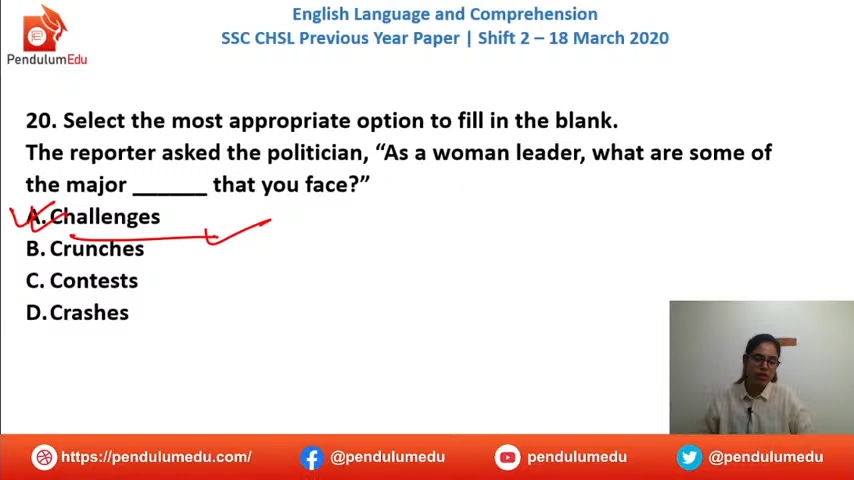 English Language and Comprehension
SSC CHSL Previous Year Paper | Shift 2 – 18 March 2020
PendulumEdu
20. Select the most appropriate option to fill in the blank.
The reporter asked the politician, “As a woman leader, what are some of
the major ______ that you face?”
A. Challenges
B. Crunches
C. Contests
D. Crashes
https://pendulumedu.com/
@pendulumedu
pendulumedu
@pendulumedu